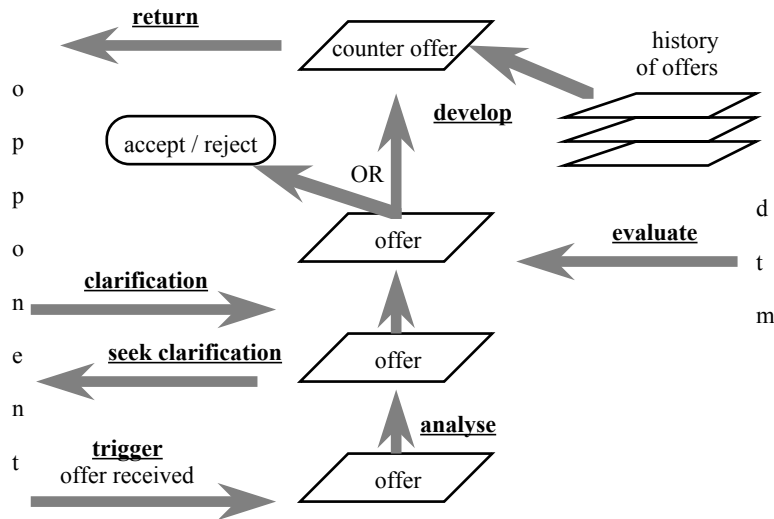 return
counter offer
history
of offers
develop
accept / reject
OR
offer
evaluate
clarification
offer
seek clarification
analyse
trigger
offer received
offer
o
p
p
o
n
e
n
t
d
t
m